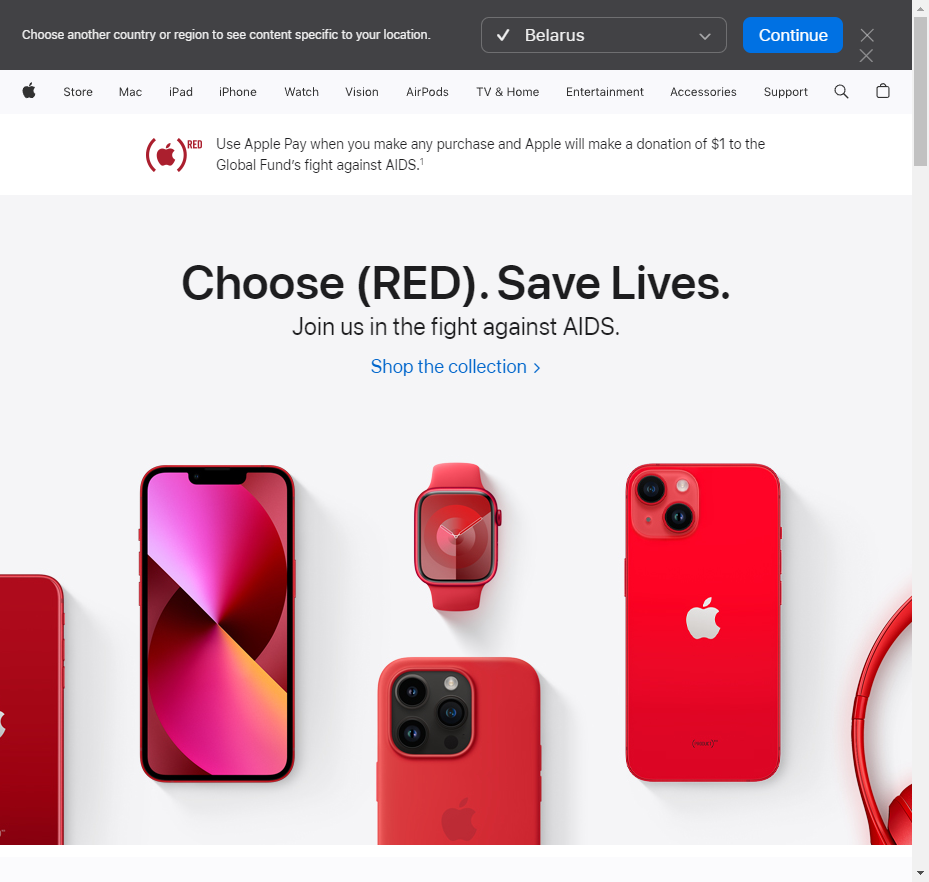 Choose another country or region to see content specific to your location.
Belarus
Continue
Store Mac iPad iPhone Watch Vision AirPods TV & Home Entertainment Accessories Support
RED
Use Apple Pay when you make any purchase and Apple will make a donation of $1 to the
Global Fund's fight against AIDS.¹
Choose (RED). Save Lives.
Join us in the fight against AIDS.
Shop the collection >